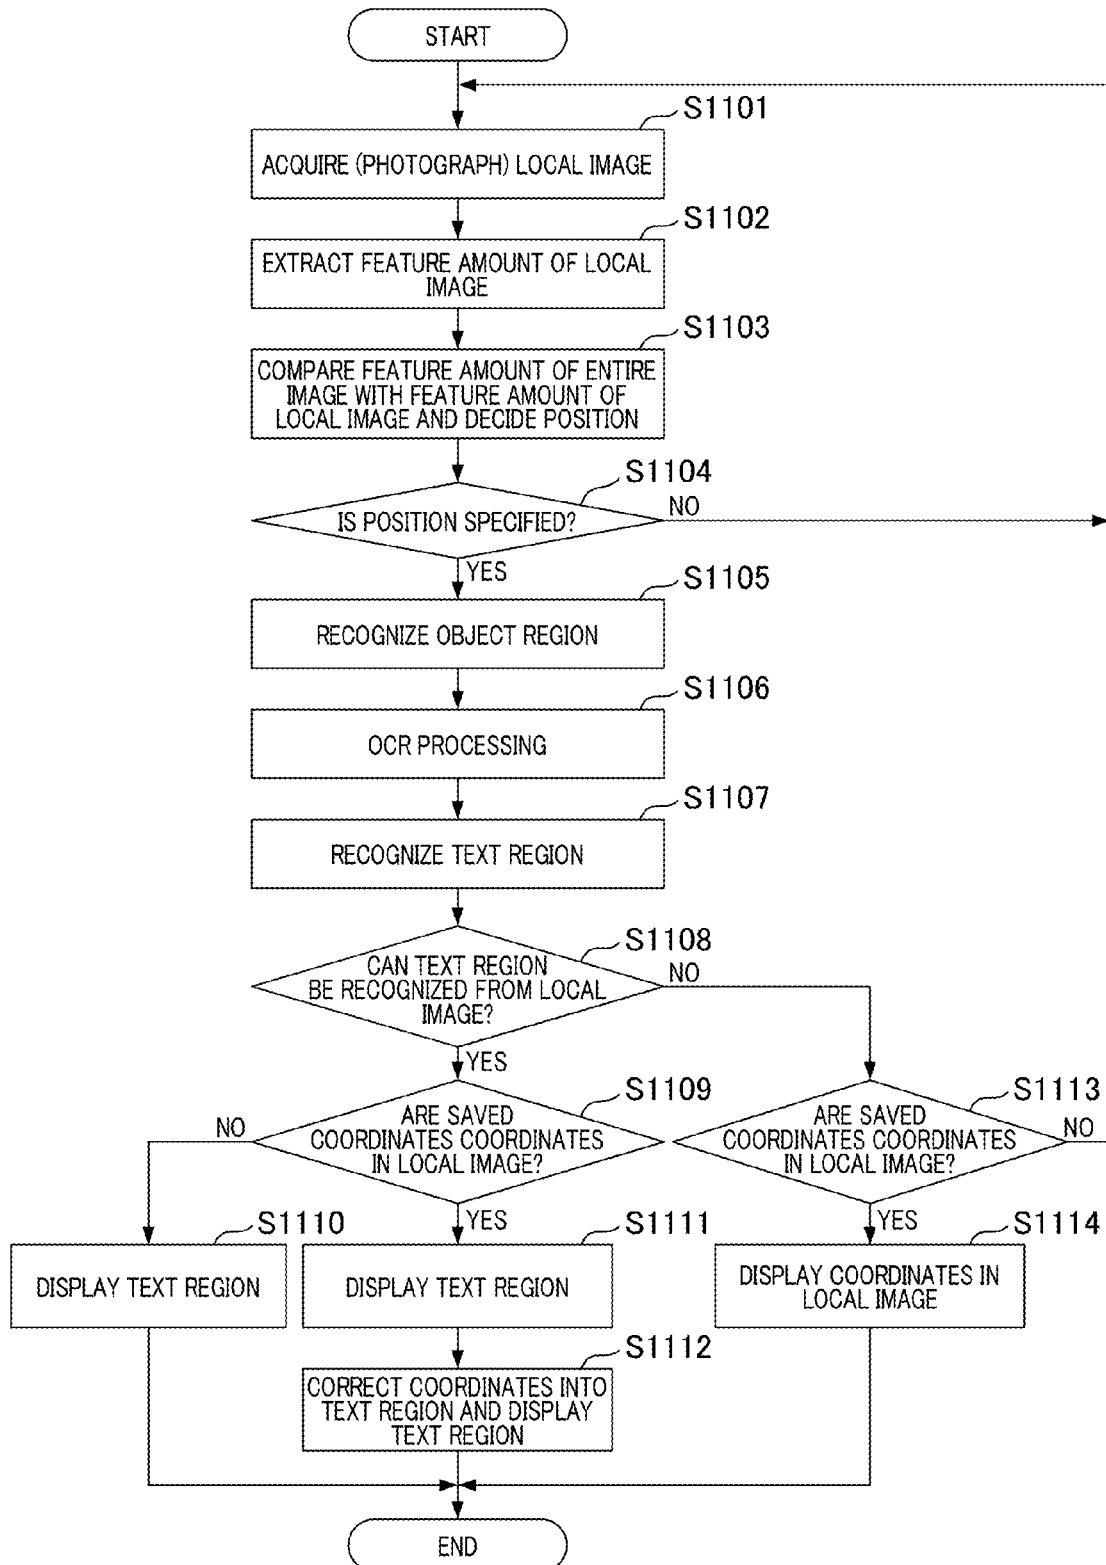 START
S1101
ACQUIRE (PHOTOGRAPH) LOCAL IMAGE
S1102
EXTRACT FEATURE AMOUNT OF LOCAL
IMAGE
S1103
COMPARE FEATURE AMOUNT OF ENTIRE
IMAGE WITH FEATURE AMOUNT OF
LOCAL IMAGE AND DECIDE POSITION
S1104
IS POSITION SPECIFIED?
NO
YES
S1105
RECOGNIZE OBJECT REGION
S1106
OCR PROCESSING
S1107
RECOGNIZE TEXT REGION
S1108
CAN TEXT REGION
BE RECOGNIZED FROM LOCAL
IMAGE?
NO
YES
S1109
ARE SAVED
COORDINATES COORDINATES
IN LOCAL IMAGE?
NO
YES
S1113
ARE SAVED
COORDINATES COORDINATES
IN LOCAL IMAGE?
NO
YES
S1110
DISPLAY TEXT REGION
S1111
DISPLAY TEXT REGION
S1114
DISPLAY COORDINATES IN
LOCAL IMAGE
S1112
CORRECT COORDINATES INTO
TEXT REGION AND DISPLAY
TEXT REGION
END